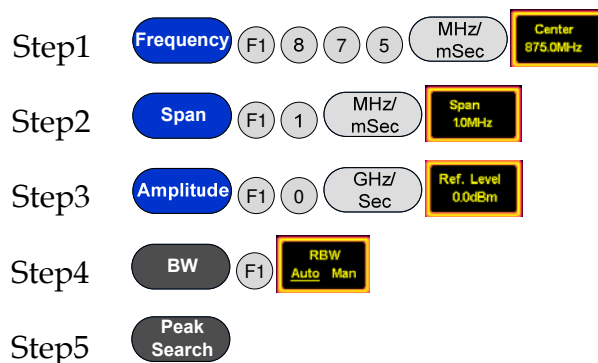 Step1 Frequency F1 8 7 5 MHz/ mSec Center 875.0MHz
Step2 Span F1 1 MHz/ mSec Span 1.0MHz
Step3 Amplitude F1 0 GHz/ Sec Ref. Level 0.0dBm
Step4 BW F1 RBW Auto Man
Step5 Peak Search